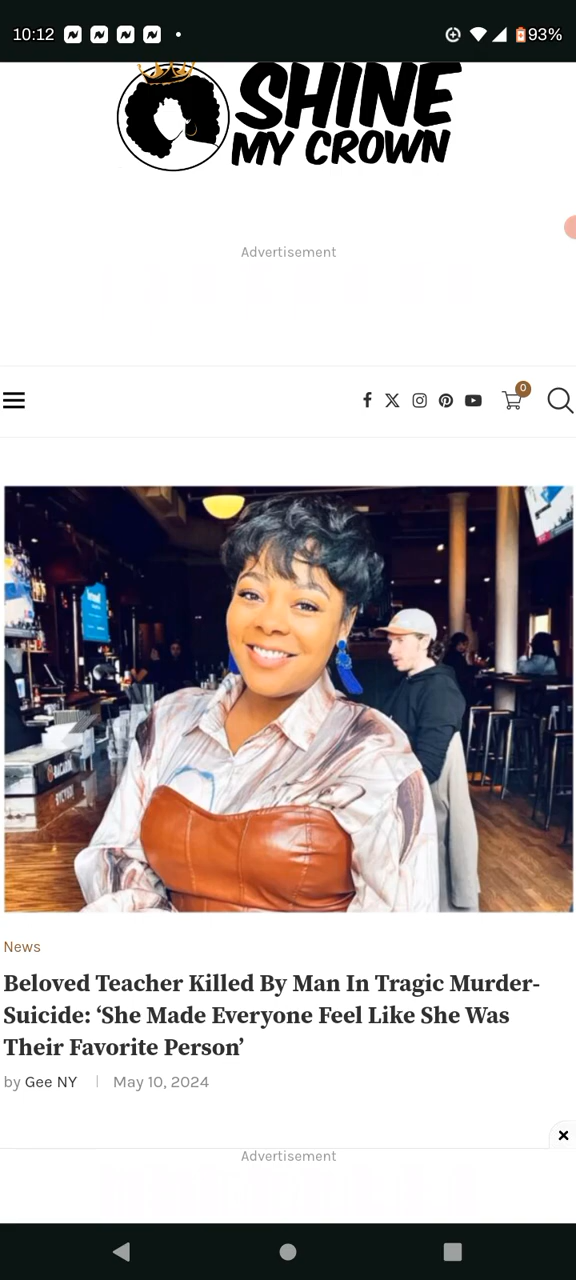 10:12
93%
SHINE
MY CROWN
Advertisement
0
News
Beloved Teacher Killed By Man In Tragic Murder-
Suicide: ‘She Made Everyone Feel Like She Was
Their Favorite Person’
by Gee NY
May 10, 2024
Advertisement